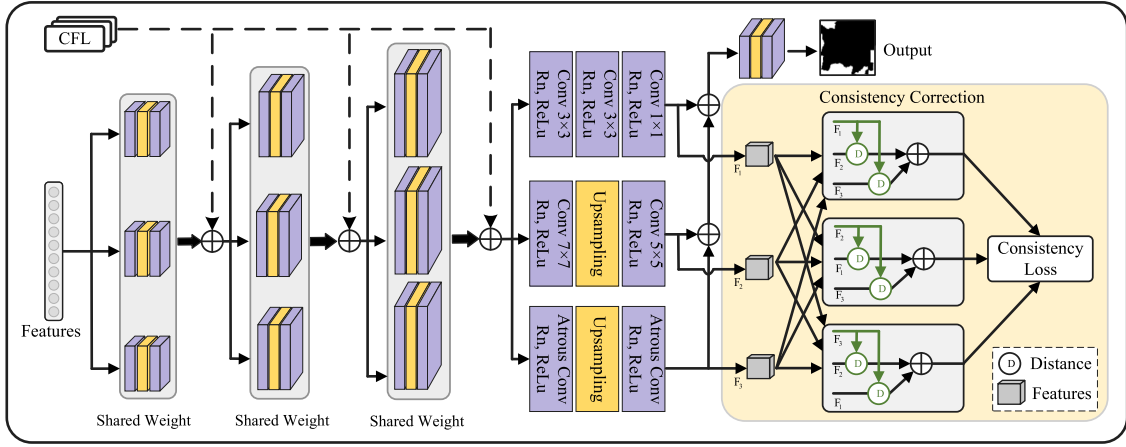 CFL
Features
Shared Weight
Shared Weight
Shared Weight
Conv 3×3
Rn, ReLu
Conv 3×3
Rn, ReLu
Conv 1×1
Rn, ReLu
Conv 7×7
Rn, ReLu
Upsampling
Conv 5×5
Rn, ReLu
Atrous Conv
Rn, ReLu
Upsampling
Atrous Conv
Rn, ReLu
Output
Consistency Correction
F1
F2
F3
F1
F2
F3
D
D
F2
F1
F3
D
D
F3
F2
F1
D
D
Consistency
Loss
D Distance
Features